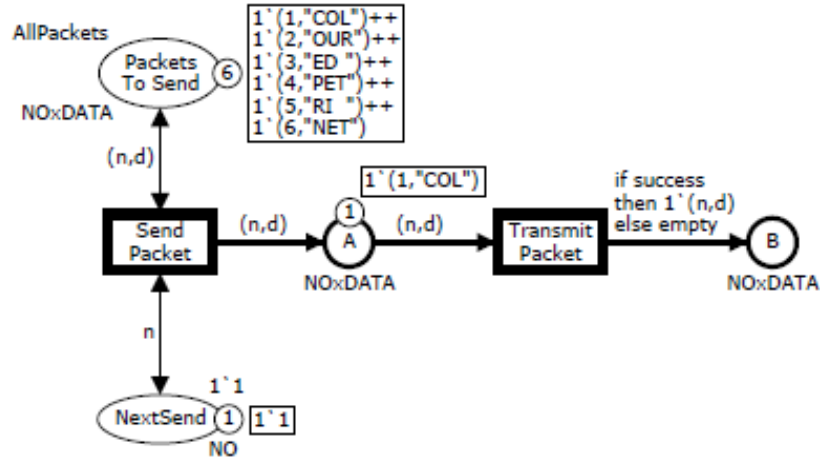 AllPackets
Packets
To Send
6
1`(1,"COL")++
1`(2,"OUR")++
1`(3,"ED ")++
1`(4,"PET")++
1`(5,"RI  ")++
1`(6,"NET")
NOxDATA
(n,d)
1`(1,"COL")
Send
Packet
(n,d)
1
A
NOxDATA
(n,d)
Transmit
Packet
if success
then 1`(n,d)
else empty
B
NOxDATA
n
1`1
NextSend
1
1`1
NO